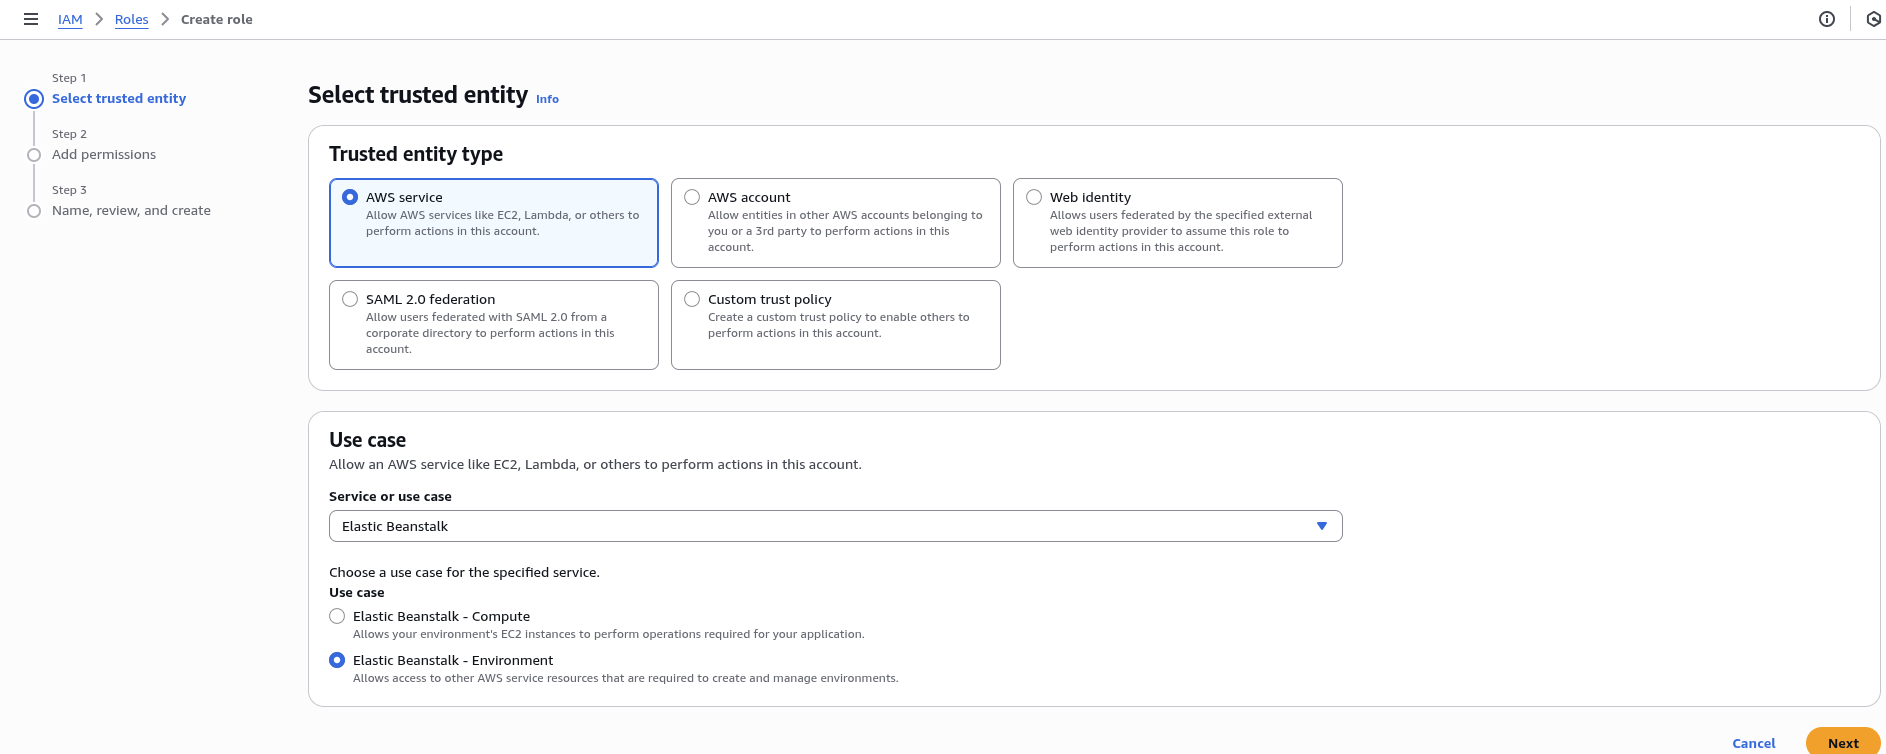 IAM > Roles > Create role
Step 1
Select trusted entity
Step 2
Add permissions
Step 3
Name, review, and create
Select trusted entity Info
Trusted entity type
AWS service
Allow AWS services like EC2, Lambda, or others to
perform actions in this account.
AWS account
Allow entities in other AWS accounts belonging to
you or a 3rd party to perform actions in this
account.
Web identity
Allows users federated by the specified external
web identity provider to assume this role to
perform actions in this account.
SAML 2.0 federation
Allow users federated with SAML 2.0 from a
corporate directory to perform actions in this
account.
Custom trust policy
Create a custom trust policy to enable others to
perform actions in this account.
Use case
Allow an AWS service like EC2, Lambda, or others to perform actions in this account.
Service or use case
Elastic Beanstalk
Choose a use case for the specified service.
Use case
Elastic Beanstalk - Compute
Allows your environment's EC2 instances to perform operations required for your application.
Elastic Beanstalk - Environment
Allows access to other AWS service resources that are required to create and manage environments.
Cancel Next